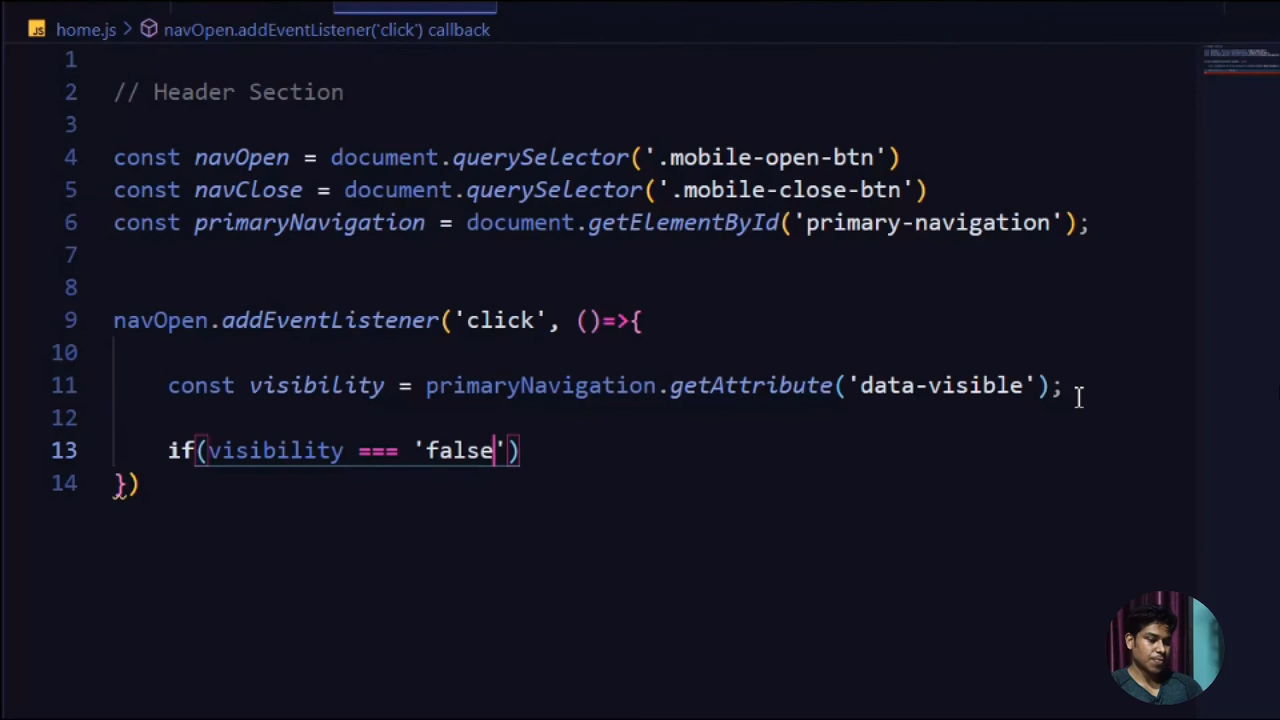 JS home.js > navOpen.addEventListener('click') callback
1
2 // Header Section
3
4 const navOpen = document.querySelector('.mobile-open-btn')
5 const navClose = document.querySelector('.mobile-close-btn')
6 const primaryNavigation = document.getElementById('primary-navigation');
7
8
9 navOpen.addEventListener('click', ()=>{
10
11 const visibility = primaryNavigation.getAttribute('data-visible');
12
13 if(visibility === 'false')
14 })